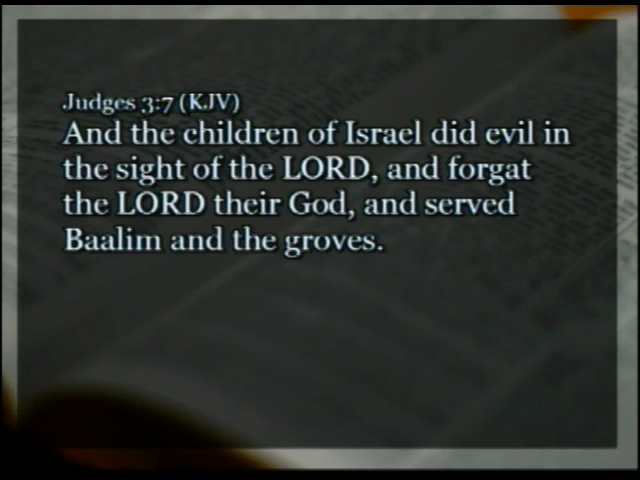 Judges 3:7 (KJV)
And the children of Israel did evil in
the sight of the LORD, and forgat
the LORD their God, and served
Baalim and the groves.